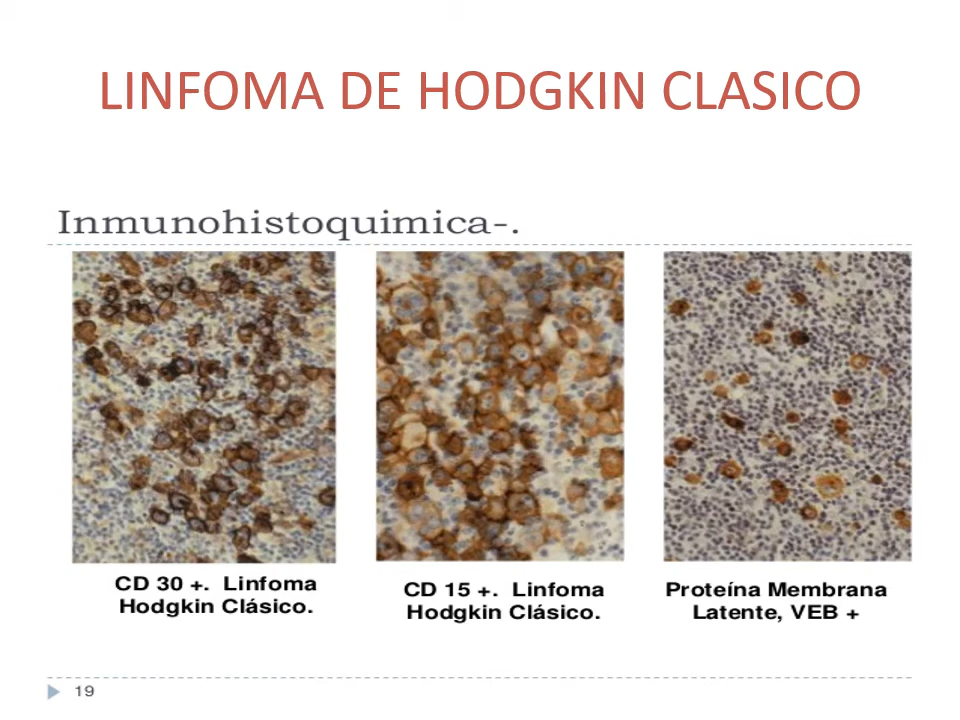 LINFOMA DE HODGKIN CLASICO
Inmunohistoquimica-.
CD 30 +. Linfoma
Hodgkin Clásico.
CD 15 +. Linfoma
Hodgkin Clásico.
Proteína Membrana
Latente, VEB +
19